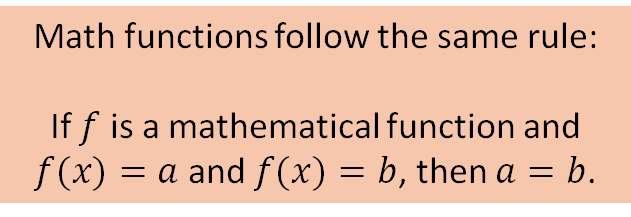 Math functions follow the same rule:
If f is a mathematical function and
f(x) = a and f(x) = b, then a = b.